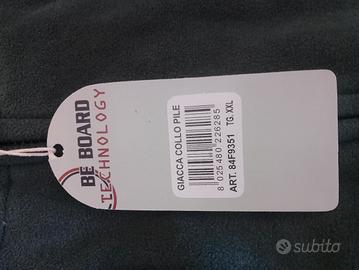 BE BOARD
TECHNOLOGY
GIACCA COLLO PILE
8 025480 226285
ART. 84F9351 TG. XXL
subito